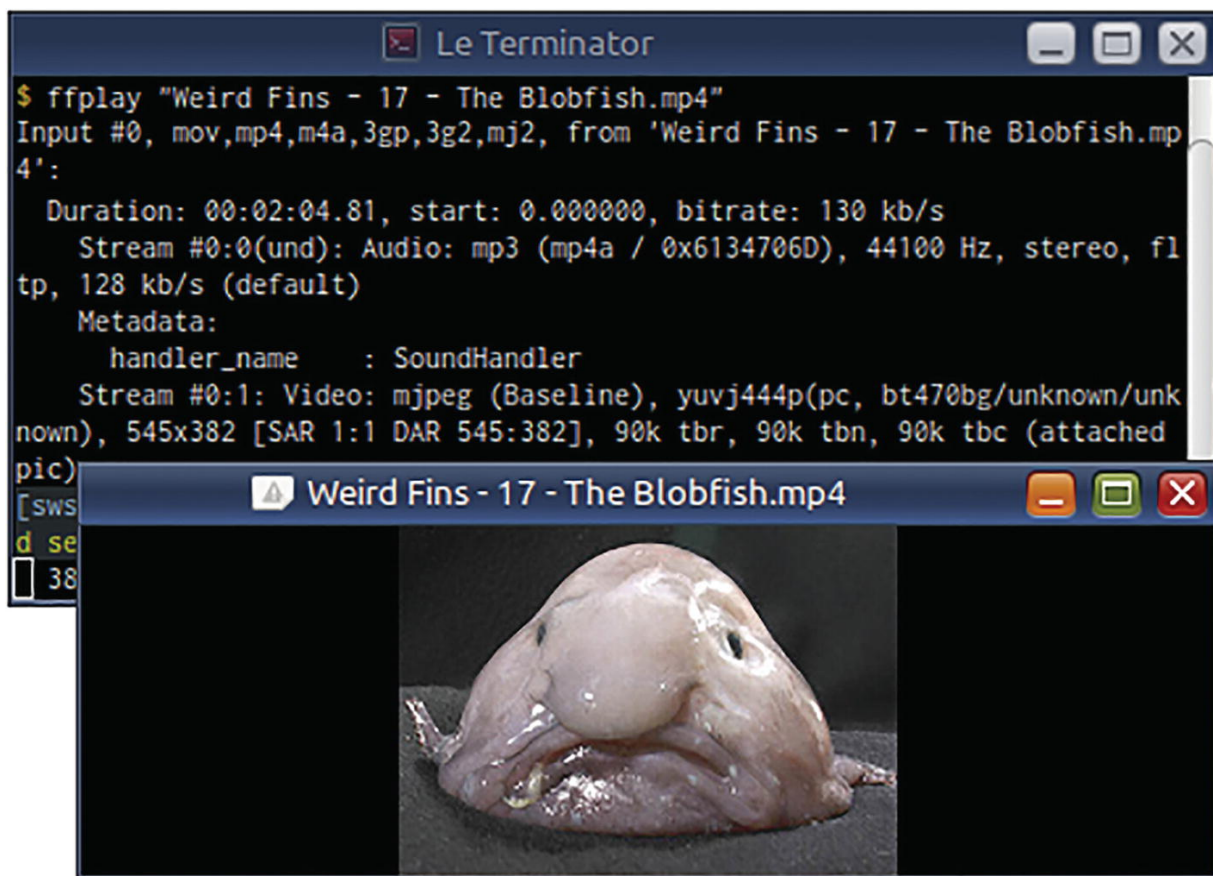 Le Terminator
$ ffplay "Weird Fins - 17 - The Blobfish.mp4"
Input #0, mov,mp4,m4a,3gp,3g2,mj2, from 'Weird Fins - 17 - The Blobfish.mp
4':
Duration: 00:02:04.81, start: 0.000000, bitrate: 130 kb/s
Stream #0:0(und): Audio: mp3 (mp4a / 0x6134706D), 44100 Hz, stereo, fl
tp, 128 kb/s (default)
Metadata:
handler_name    : SoundHandler
Stream #0:1: Video: mjpeg (Baseline), yuvj444p(pc, bt470bg/unknown/unk
nown), 545x382 [SAR 1:1 DAR 545:382], 90k tbr, 90k tbn, 90k tbc (attached
pic)
[sws
d se
38
Weird Fins - 17 - The Blobfish.mp4